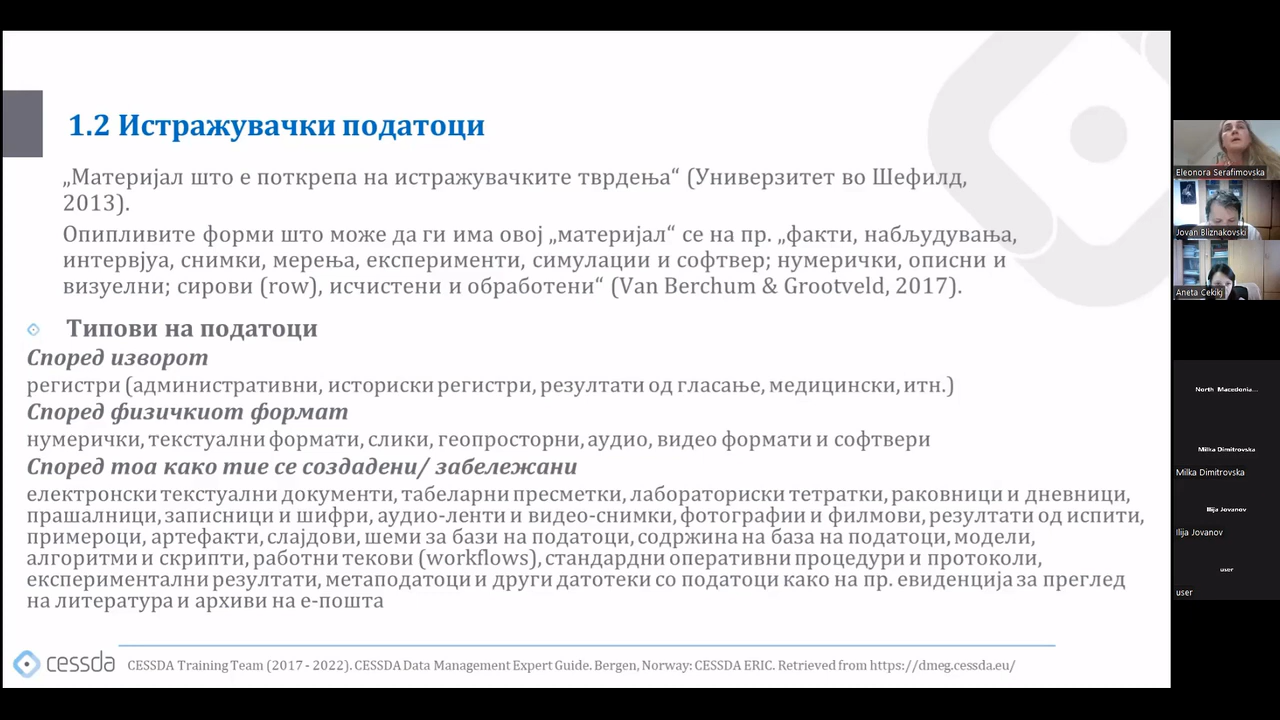 1.2 Истражувачки податоци
„Материјал што е поткрепа на истражувачките тврдења“ (Универзитет во Шефилд,
2013).
Опипливите форми што може да ги има овој „материјал“ се на пр. „факти, набљудувања,
интервјуа, снимки, мерења, експерименти, симулации и софтвер; нумерички, описни и
визуелни; сирови (row), исчистени и обработени“ (Van Berchum & Grootveld, 2017).
Типови на податоци
Според изворот
регистри (административни, историски регистри, резултати од гласање, медицински, итн.)
Според физичкиот формат
нумерички, текстуални формати, слики, геопросторни, аудио, видео формати и софтвери
Според тоа како тие се создадени/ забележани
електронски текстуални документи, табеларни пресметки, лабораториски тетратки, раковници и дневници,
прашалници, записници и шифри, аудио-ленти и видео-снимки, фотографии и филмови, резултати од испити,
примероци, артефакти, слајдови, шеми за бази на податоци, содржина на база на податоци, модели,
алгоритми и скрипти, работни текови (workflows), стандардни оперативни процедури и протоколи,
експериментални резултати, метаподатоци и други датотеки со податоци како на пр. евиденција за преглед
на литература и архиви на е-пошта
cessda
CESSDA Training Team (2017 - 2022). CESSDA Data Management Expert Guide. Bergen, Norway: CESSDA ERIC. Retrieved from https://dmeg.cessda.eu/
Eleonora Serafimovska
Jovan Bliznakovski
Aneta Cekikj
North Macedonia...
Milka Dimitrovska
Milka Dimitrovska
Ilija Jovanov
Ilija Jovanov
user
user